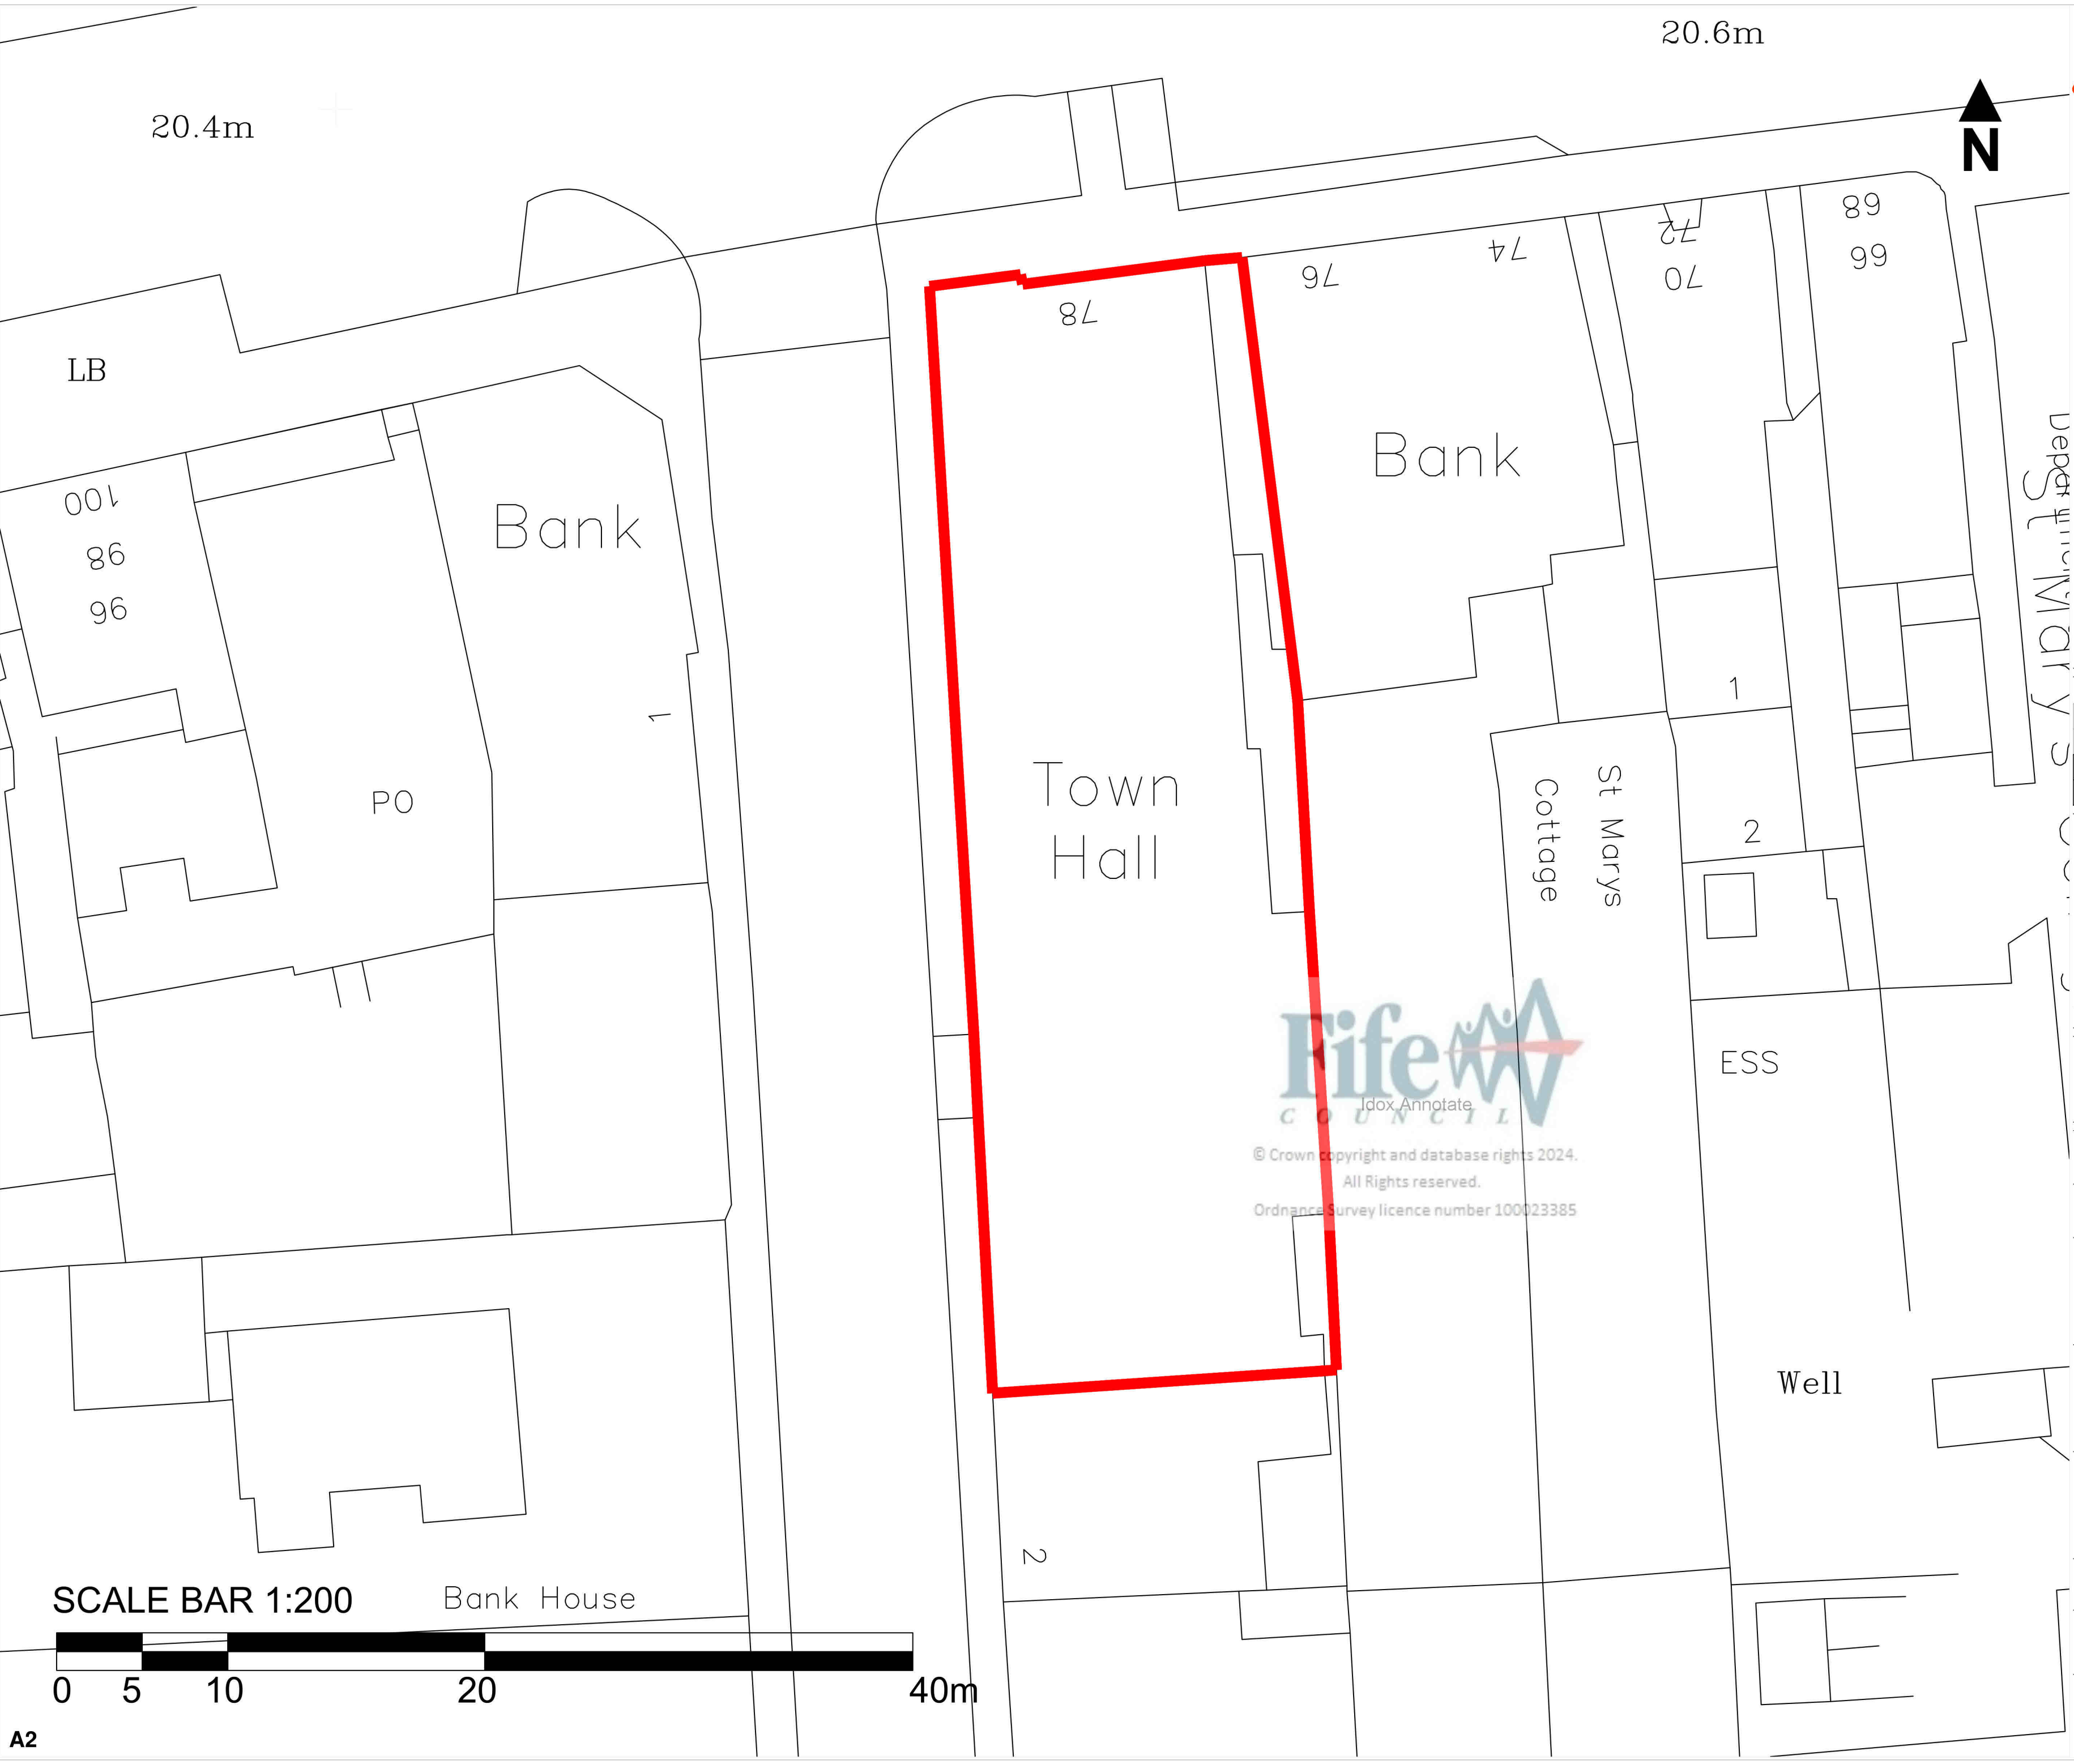 20.6m
20.4m
N
LB
100
98
96
Bank
1
PO
78
76
74
72
70
68
66
Bank
Town
Hall
St Marys
Cottage
1
2
St Mary's
ESS
Fife
COUNCIL
Idox Annotate
© Crown copyright and database rights 2024.
All Rights reserved.
Ordnance Survey licence number 100023385
Well
2
Bank House
SCALE BAR 1:200
0 5 10 20 40m
A2